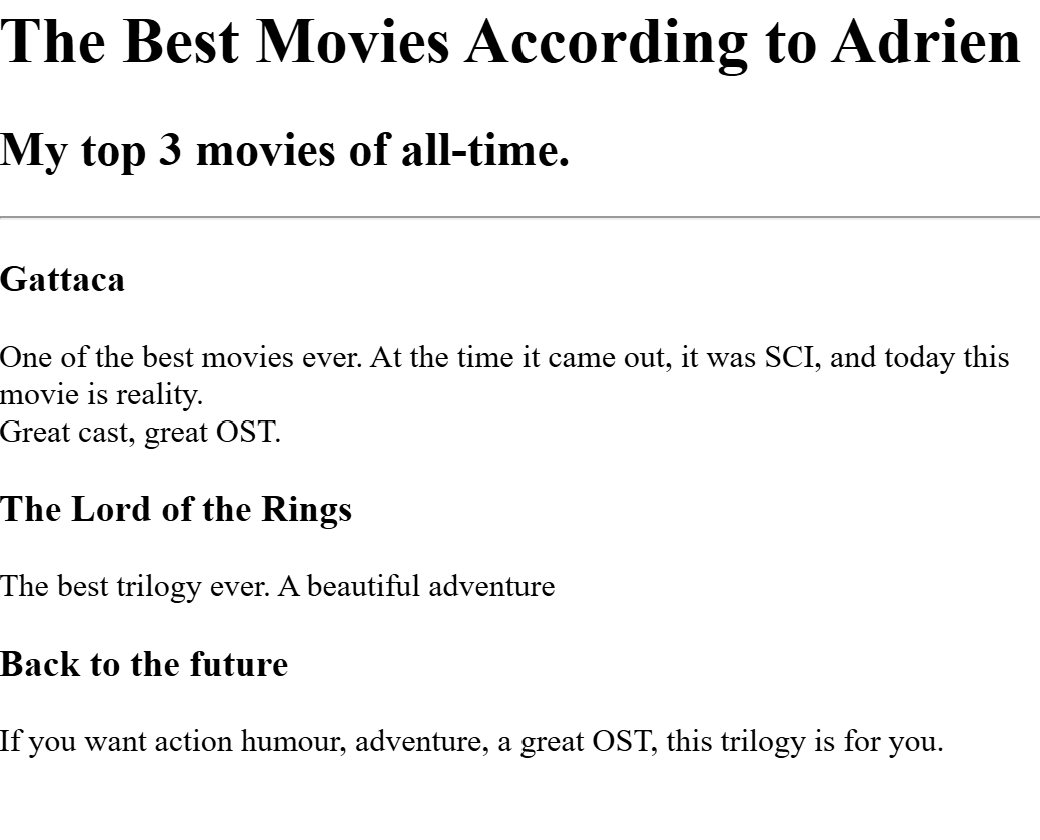 The Best Movies According to Adrien
My top 3 movies of all-time.
Gattaca
One of the best movies ever. At the time it came out, it was SCI, and today this
movie is reality.
Great cast, great OST.
The Lord of the Rings
The best trilogy ever. A beautiful adventure
Back to the future
If you want action humour, adventure, a great OST, this trilogy is for you.